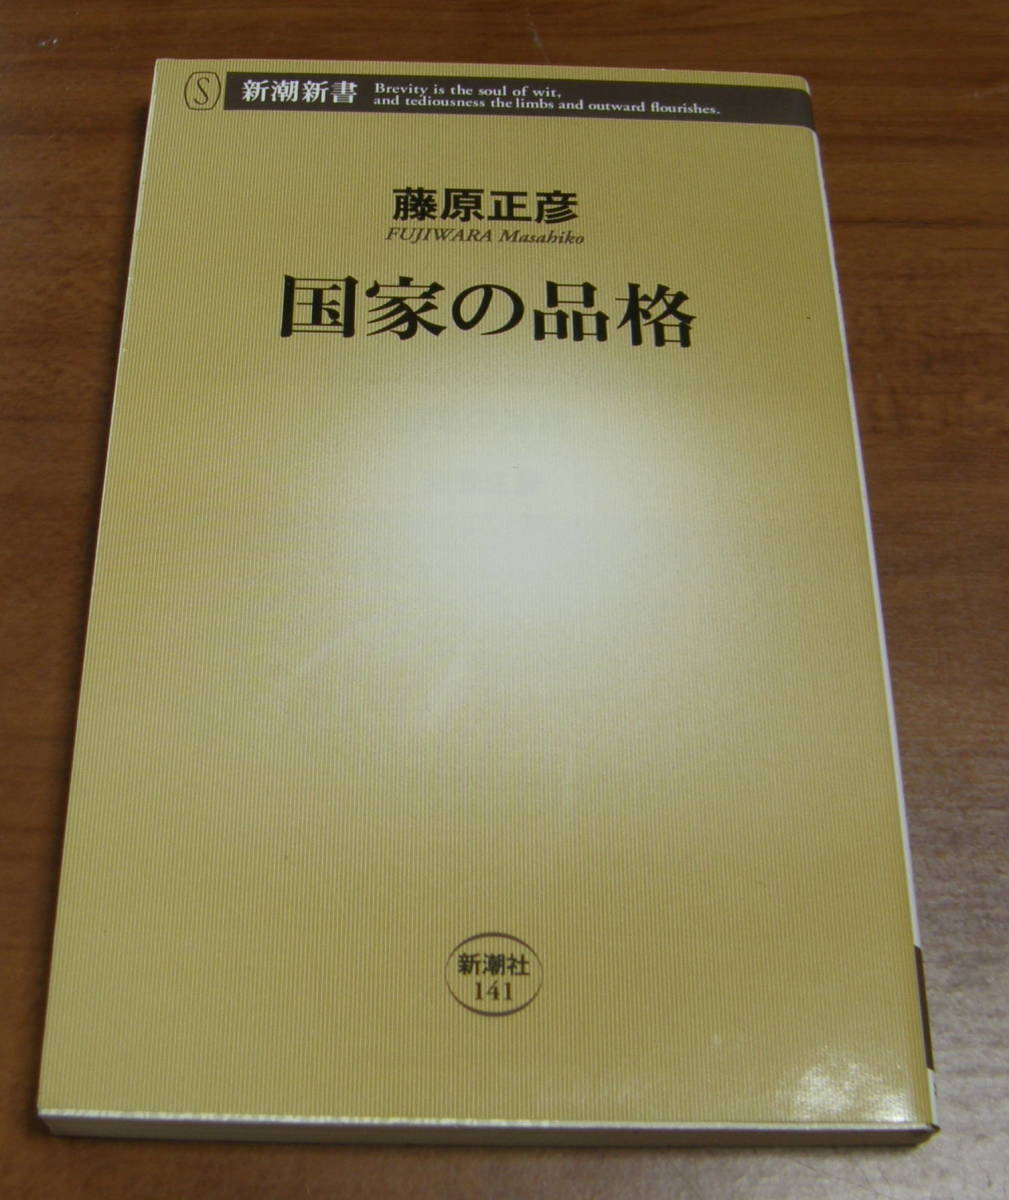 S
新潮新書
Brevity is the soul of wit,
and tediousness the limbs and outward flourishes.
藤原正彦
FUJIWARA Masahiko
国家の品格
新潮社
141